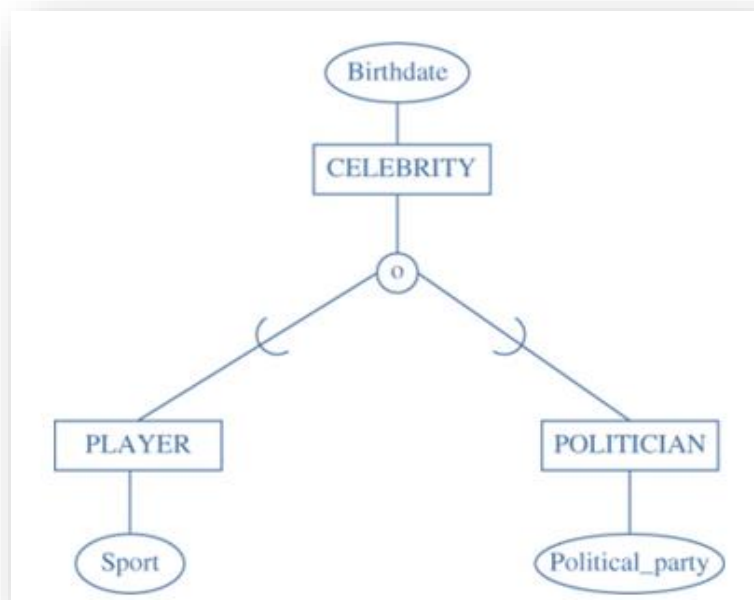 Birthdate
CELEBRITY
o
PLAYER
POLITICIAN
Sport
Political_party